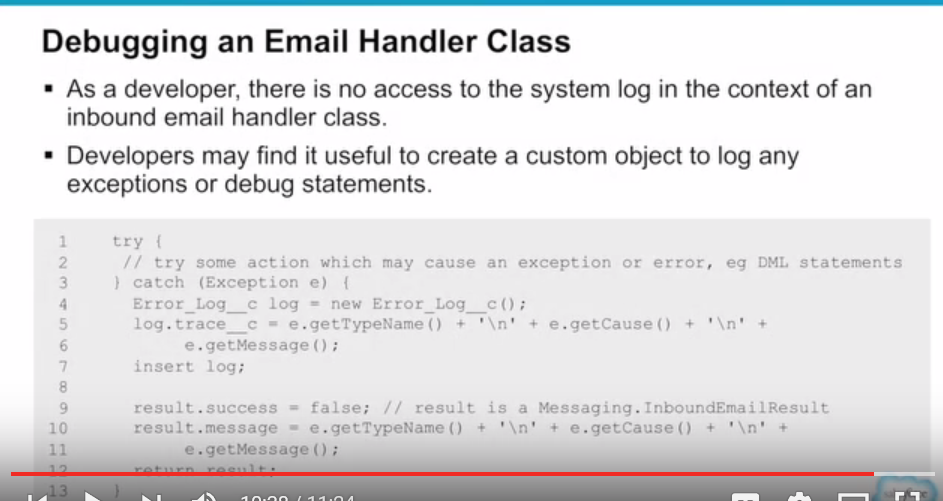 Debugging an Email Handler Class
▪ As a developer, there is no access to the system log in the context of an
inbound email handler class.
▪ Developers may find it useful to create a custom object to log any
exceptions or debug statements.
1 try {
2 // try some action which may cause an exception or error, eg DML statements
3 } catch (Exception e) {
4 Error_Log__c log = new Error_Log__c();
5 log.trace__c = e.getTypeName() + '\n' + e.getCause() + '\n' +
6 e.getMessage();
7 insert log;
8
9 result.success = false; // result is a Messaging.InboundEmailResult
10 result.message = e.getTypeName() + '\n' + e.getCause() + '\n' +
11 e.getMessage();
12 return result;
13 }